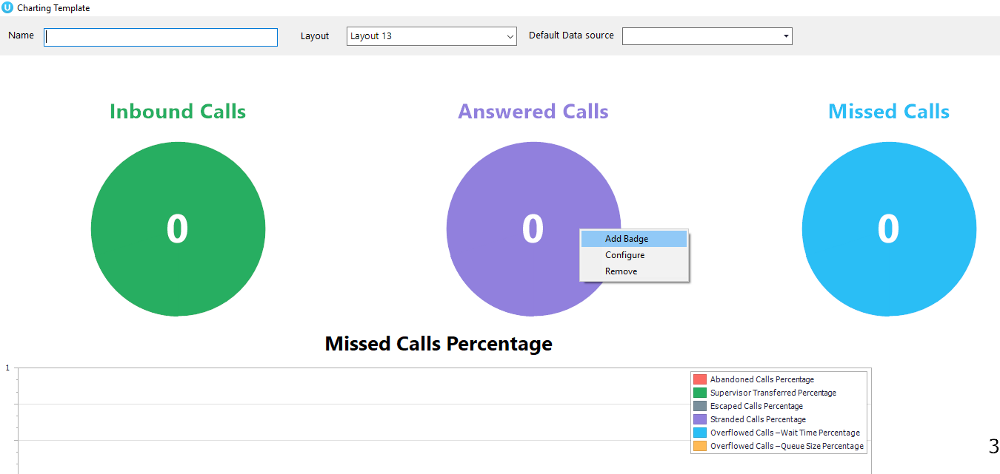 U Charting Template
Name Layout Layout 13 Default Data source
Inbound Calls Answered Calls Missed Calls
0 0 0
Add Badge
Configure
Remove
Missed Calls Percentage
1
Abandoned Calls Percentage
Supervisor Transferred Percentage
Escaped Calls Percentage
Stranded Calls Percentage
Overflowed Calls – Wait Time Percentage
Overflowed Calls – Queue Size Percentage
3